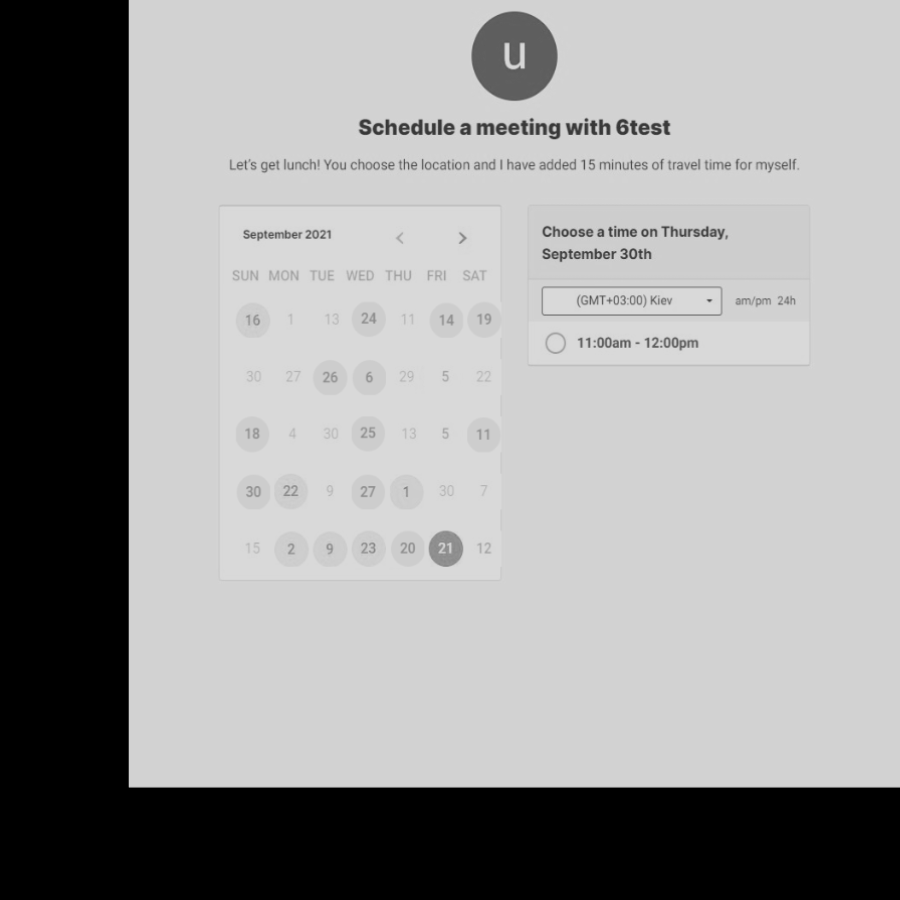 u
Schedule a meeting with 6test
Let's get lunch! You choose the location and I have added 15 minutes of travel time for myself.
September 2021
SUN MON TUE WED THU FRI SAT
16 1 13 24 11 14 19
30 27 26 6 29 5 22
18 4 30 25 13 5 11
30 22 9 27 1 30 7
15 2 9 23 20 21 12
Choose a time on Thursday,
September 30th
(GMT+03:00) Kiev am/pm 24h
11:00am - 12:00pm